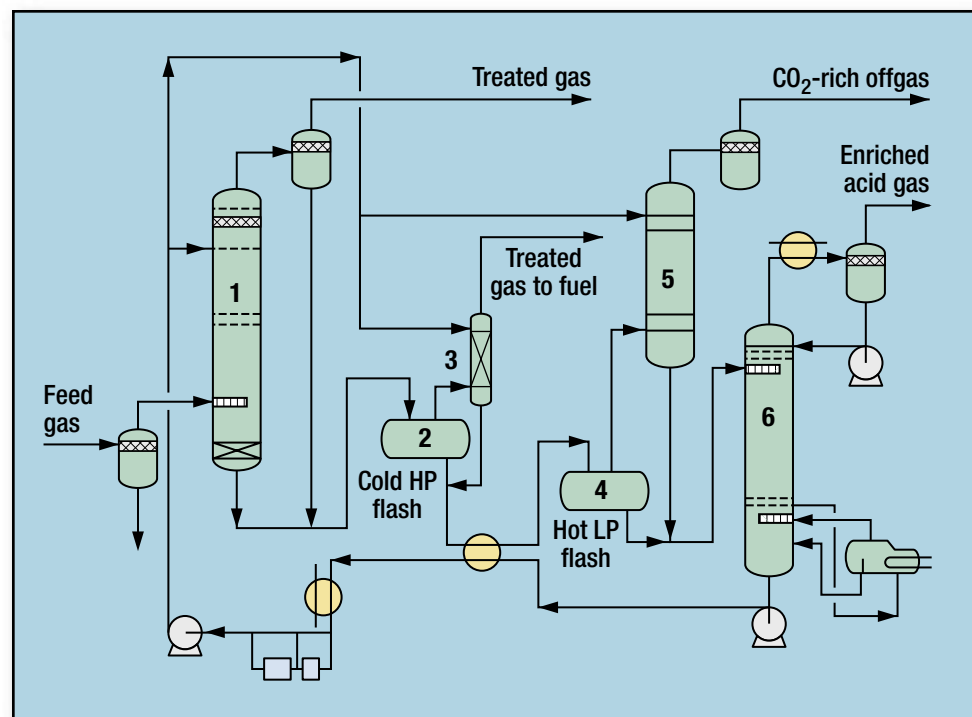 Treated gas
CO₂-rich offgas
Enriched
acid gas
1
Treated
gas to fuel
5
3
Feed
gas
2
6
Cold HP
flash
4
Hot LP
flash